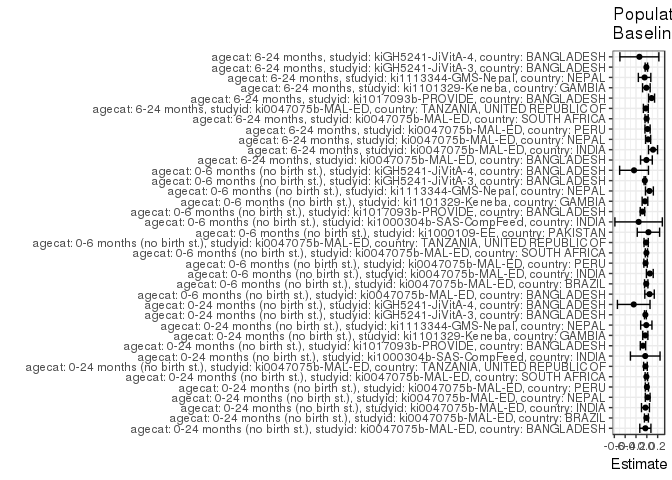 Populat
Baselin
agecat: 6-24 months, studyid: kiGH5241-JiVitA-4, country: BANGLADESH
agecat: 6-24 months, studyid: kiGH5241-JiVitA-3, country: BANGLADESH
agecat: 6-24 months, studyid: ki1113344-GMS-Nepal, country: NEPAL
agecat: 6-24 months, studyid: ki1101329-Keneba, country: GAMBIA
agecat: 6-24 months, studyid: ki1017093b-PROVIDE, country: BANGLADESH
agecat: 6-24 months, studyid: ki0047075b-MAL-ED, country: TANZANIA, UNITED REPUBLIC OF
agecat: 6-24 months, studyid: ki0047075b-MAL-ED, country: SOUTH AFRICA
agecat: 6-24 months, studyid: ki0047075b-MAL-ED, country: PERU
agecat: 6-24 months, studyid: ki0047075b-MAL-ED, country: NEPAL
agecat: 6-24 months, studyid: ki0047075b-MAL-ED, country: INDIA
agecat: 6-24 months, studyid: ki0047075b-MAL-ED, country: BANGLADESH
agecat: 0-6 months (no birth st.), studyid: kiGH5241-JiVitA-4, country: BANGLADESH
agecat: 0-6 months (no birth st.), studyid: kiGH5241-JiVitA-3, country: BANGLADESH
agecat: 0-6 months (no birth st.), studyid: ki1113344-GMS-Nepal, country: NEPAL
agecat: 0-6 months (no birth st.), studyid: ki1101329-Keneba, country: GAMBIA
agecat: 0-6 months (no birth st.), studyid: ki1017093b-PROVIDE, country: BANGLADESH
agecat: 0-6 months (no birth st.), studyid: ki1000304b-SAS-CompFeed, country: INDIA
agecat: 0-6 months (no birth st.), studyid: ki1000109-EE, country: PAKISTAN
agecat: 0-6 months (no birth st.), studyid: ki0047075b-MAL-ED, country: TANZANIA, UNITED REPUBLIC OF
agecat: 0-6 months (no birth st.), studyid: ki0047075b-MAL-ED, country: SOUTH AFRICA
agecat: 0-6 months (no birth st.), studyid: ki0047075b-MAL-ED, country: PERU
agecat: 0-6 months (no birth st.), studyid: ki0047075b-MAL-ED, country: INDIA
agecat: 0-6 months (no birth st.), studyid: ki0047075b-MAL-ED, country: BRAZIL
agecat: 0-6 months (no birth st.), studyid: ki0047075b-MAL-ED, country: BANGLADESH
agecat: 0-24 months (no birth st.), studyid: kiGH5241-JiVitA-4, country: BANGLADESH
agecat: 0-24 months (no birth st.), studyid: kiGH5241-JiVitA-3, country: BANGLADESH
agecat: 0-24 months (no birth st.), studyid: ki1113344-GMS-Nepal, country: NEPAL
agecat: 0-24 months (no birth st.), studyid: ki1101329-Keneba, country: GAMBIA
agecat: 0-24 months (no birth st.), studyid: ki1017093b-PROVIDE, country: BANGLADESH
agecat: 0-24 months (no birth st.), studyid: ki1000304b-SAS-CompFeed, country: INDIA
agecat: 0-24 months (no birth st.), studyid: ki0047075b-MAL-ED, country: TANZANIA, UNITED REPUBLIC OF
agecat: 0-24 months (no birth st.), studyid: ki0047075b-MAL-ED, country: SOUTH AFRICA
agecat: 0-24 months (no birth st.), studyid: ki0047075b-MAL-ED, country: PERU
agecat: 0-24 months (no birth st.), studyid: ki0047075b-MAL-ED, country: NEPAL
agecat: 0-24 months (no birth st.), studyid: ki0047075b-MAL-ED, country: INDIA
agecat: 0-24 months (no birth st.), studyid: ki0047075b-MAL-ED, country: BRAZIL
agecat: 0-24 months (no birth st.), studyid: ki0047075b-MAL-ED, country: BANGLADESH
-0.6 -0.4 -0.2 0.0 0.2
Estimate